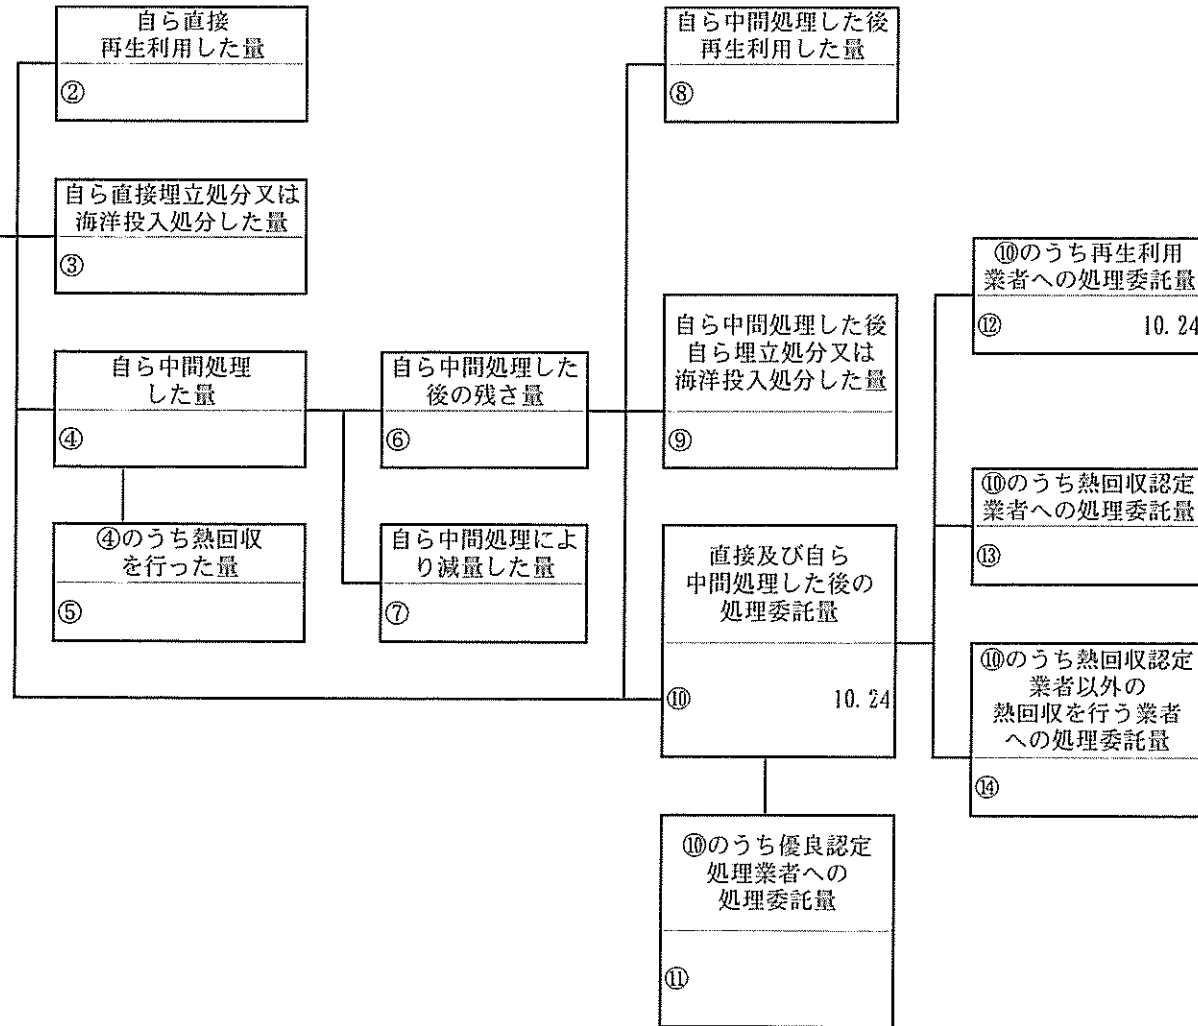 自ら直接
再生利用した量
②
自ら直接埋立処分又は
海洋投入処分した量
③
自ら中間処理
した量
④
④のうち熱回収
を行った量
⑤
自ら中間処理した
後の残さ量
⑥
自ら中間処理によ
り減量した量
⑦
自ら中間処理した後
再生利用した量
⑧
自ら中間処理した後
自ら埋立処分又は
海洋投入処分した量
⑨
直接及び自ら
中間処理した後の
処理委託量
⑩ 10.24
⑩のうち優良認定
処理業者への
処理委託量
⑪
⑩のうち再生利用
業者への処理委託量
⑫ 10.24
⑩のうち熱回収認定
業者への処理委託量
⑬
⑩のうち熱回収認定
業者以外の
熱回収を行う業者
への処理委託量
⑭